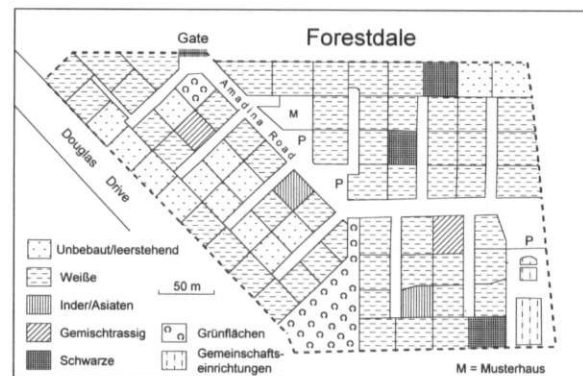 Forestdale
Gate
Amadina Road
M
P
P
Douglas Drive
P
Unbebaut/leerstehend
Weiße
Inder/Asiaten
Gemischtrassig
Schwarze
50 m
Grünflächen
Gemeinschafts-
einrichtungen
M = Musterhaus